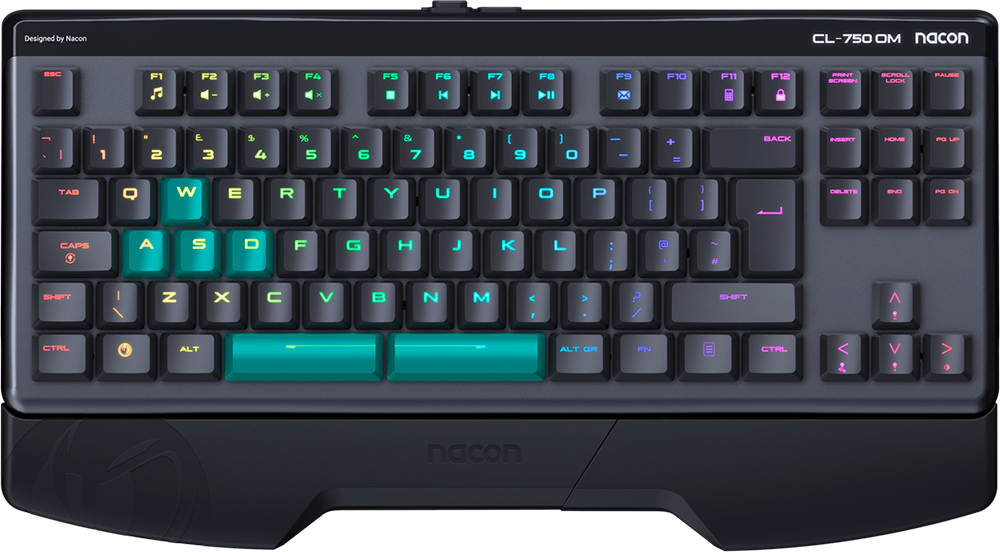 Designed by Nacon CL-750 OM nacon
ESC F1 F2 F3 F4 F5 F6 F7 F8 F9 F10 F11 F12 PRINT SCREEN SCROLL LOCK PAUSE
! 1 " 2 3 4 % 5 ^ 6 & 7 * 8 9 0 - + = BACK INSERT HOME PG UP
TAB Q W E R T Y U I O P [ ] DELETE END PG DN
CAPS A S D F G H J K L : ; @ ' ~ # 
SHIFT | \ Z X C V B N M < , > . ? / SHIFT
CTRL ALT ALT GR FN CTRL
nacon